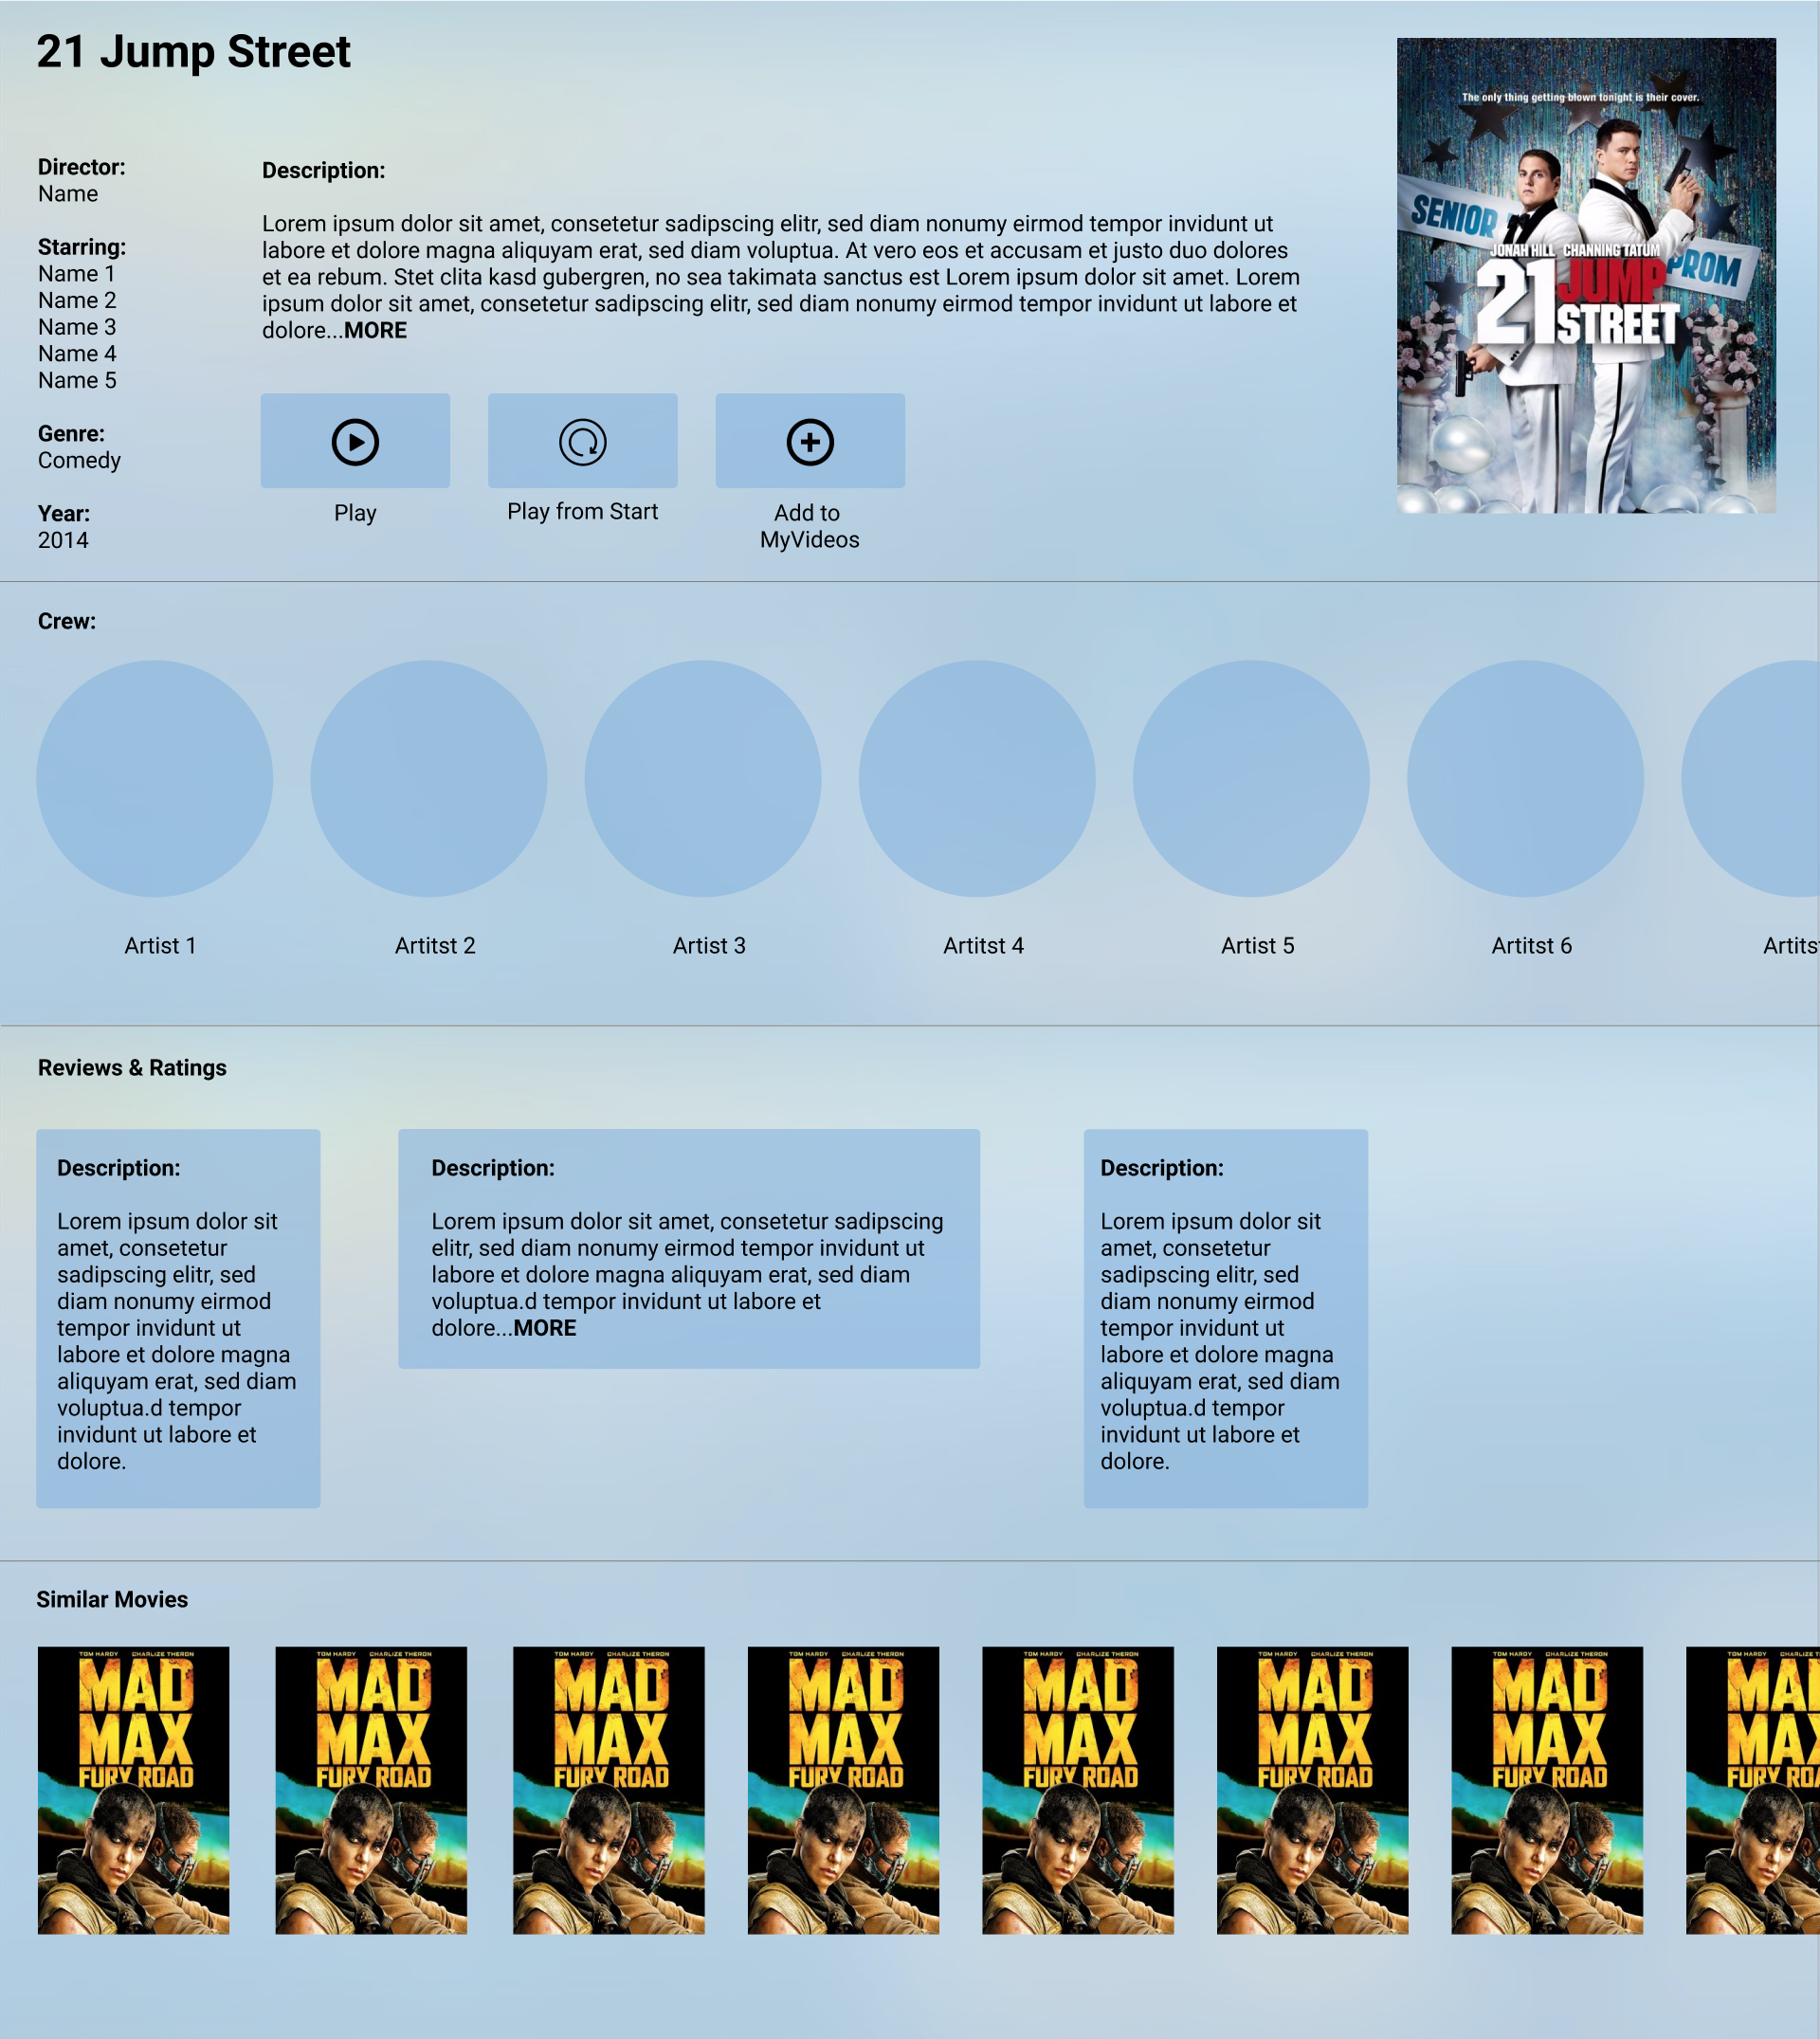 21 Jump Street
Director:
Name
Starring:
Name 1
Name 2
Name 3
Name 4
Name 5
Genre:
Comedy
Year:
2014
Description:
Lorem ipsum dolor sit amet, consetetur sadipscing elitr, sed diam nonumy eirmod tempor invidunt ut
labore et dolore magna aliquyam erat, sed diam voluptua. At vero eos et accusam et justo duo dolores
et ea rebum. Stet clita kasd gubergren, no sea takimata sanctus est Lorem ipsum dolor sit amet. Lorem
ipsum dolor sit amet, consetetur sadipscing elitr, sed diam nonumy eirmod tempor invidunt ut labore et
dolore...MORE
Play
Play from Start
Add to
MyVideos
The only thing getting blown tonight is their cover.
SENIOR
PROM
JONAH HILL CHANNING TATUM
21 JUMP
STREET
Crew:
Artist 1
Artitst 2
Artist 3
Artitst 4
Artist 5
Artitst 6
Artits
Reviews & Ratings
Description:
Lorem ipsum dolor sit
amet, consetetur
sadipscing elitr, sed
diam nonumy eirmod
tempor invidunt ut
labore et dolore magna
aliquyam erat, sed diam
voluptua.d tempor
invidunt ut labore et
dolore.
Description:
Lorem ipsum dolor sit amet, consetetur sadipscing
elitr, sed diam nonumy eirmod tempor invidunt ut
labore et dolore magna aliquyam erat, sed diam
voluptua.d tempor invidunt ut labore et
dolore...MORE
Description:
Lorem ipsum dolor sit
amet, consetetur
sadipscing elitr, sed
diam nonumy eirmod
tempor invidunt ut
labore et dolore magna
aliquyam erat, sed diam
voluptua.d tempor
invidunt ut labore et
dolore.
Similar Movies
TOM HARDY CHARLIZE THERON
MAD
MAX
FURY ROAD
TOM HARDY CHARLIZE THERON
MAD
MAX
FURY ROAD
TOM HARDY CHARLIZE THERON
MAD
MAX
FURY ROAD
TOM HARDY CHARLIZE THERON
MAD
MAX
FURY ROAD
TOM HARDY CHARLIZE THERON
MAD
MAX
FURY ROAD
TOM HARDY CHARLIZE THERON
MAD
MAX
FURY ROAD
TOM HARDY CHARLIZE THERON
MAD
MAX
FURY ROAD
TOM HARDY
MA
MAX
FURY ROA